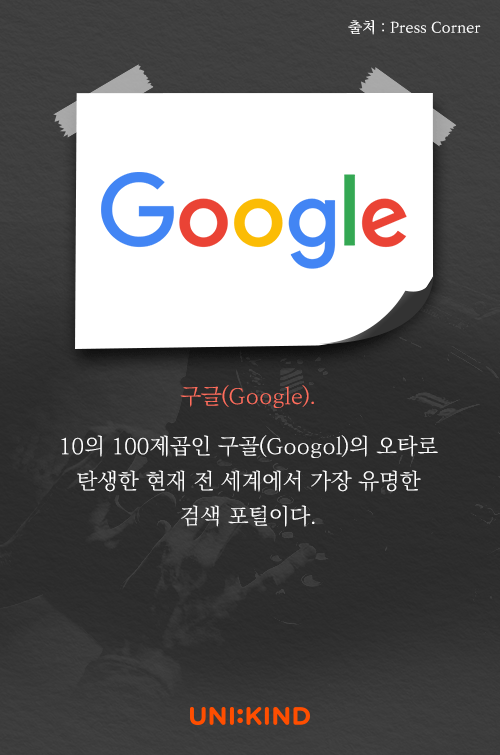 출처 : Press Corner
Google
구글(Google).
10의 100제곱인 구골(Googol)의 오타로
탄생한 현재 전 세계에서 가장 유명한
검색 포털이다.
UNI:KIND